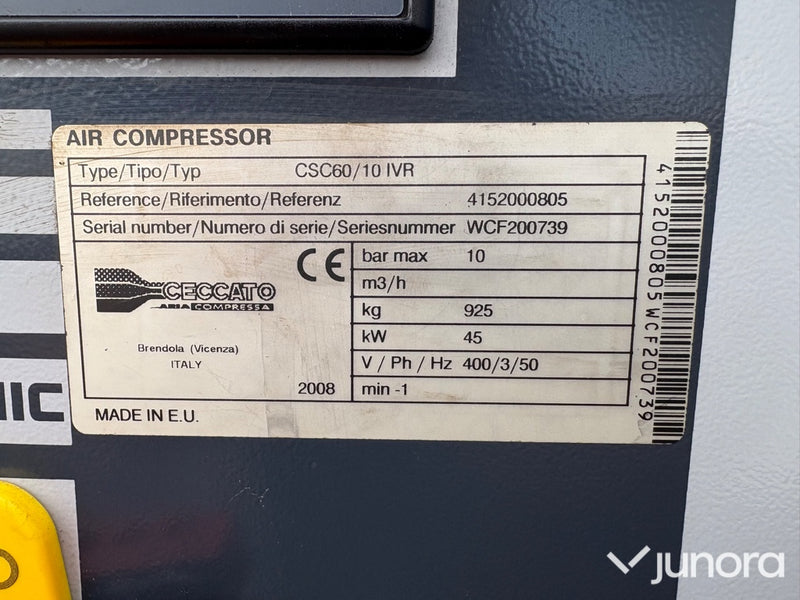 AIR COMPRESSOR
Type/Tipo/Typ CSC60/10 IVR
Reference/Riferimento/Referenz 4152000805
Serial number/Numero di serie/Seriesnummer WCF200739
CE
bar max 10
m3/h
CECCATO
ARIA COMPRESSA
kg 925
kW 45
Brendola (Vicenza)
ITALY
V / Ph / Hz 400/3/50
2008
min -1
MADE IN E.U.
4152000805WCF200739
NIC
junora